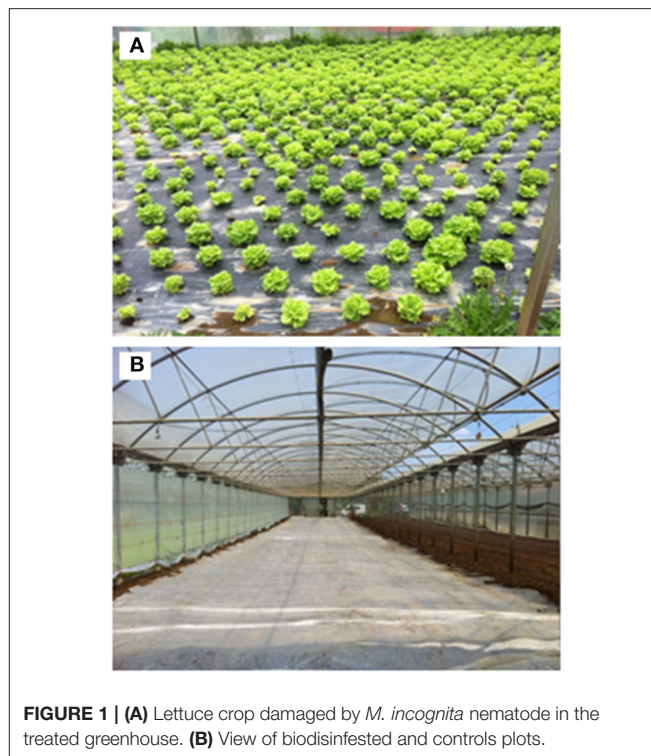 A
B
FIGURE 1 | (A) Lettuce crop damaged by M. incognita nematode in the
treated greenhouse. (B) View of biodisinfested and controls plots.